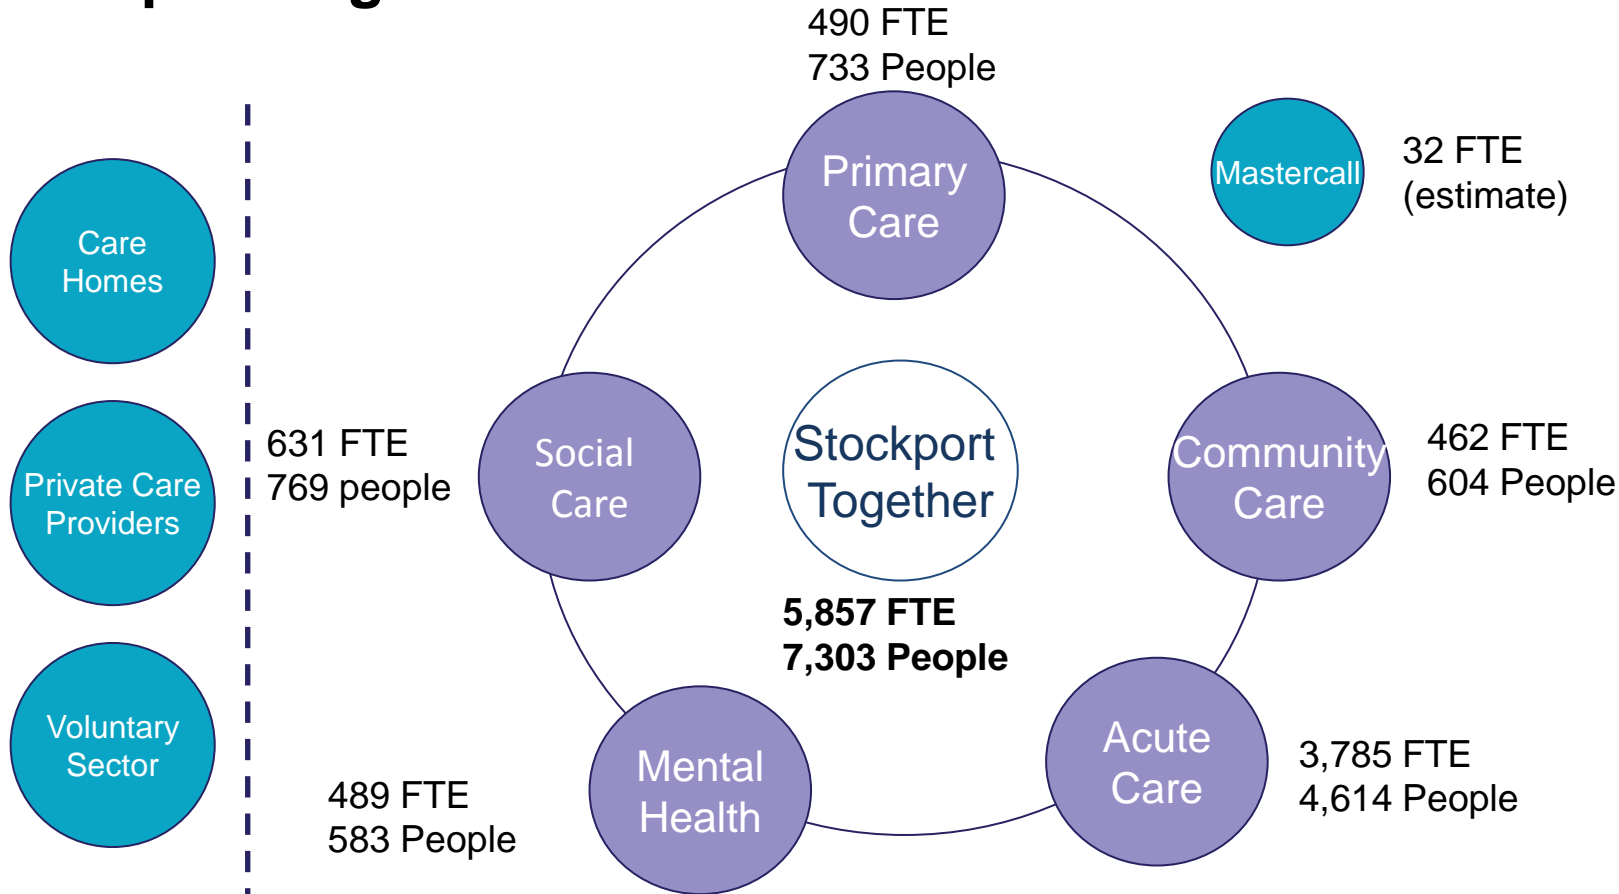 490 FTE
733 People
Primary
Care
Mastercall
32 FTE
(estimate)
Care
Homes
Private Care
Providers
Voluntary
Sector
631 FTE
769 people
Social
Care
Stockport
Together
5,857 FTE
7,303 People
Community
Care
462 FTE
604 People
Mental
Health
489 FTE
583 People
Acute
Care
3,785 FTE
4,614 People